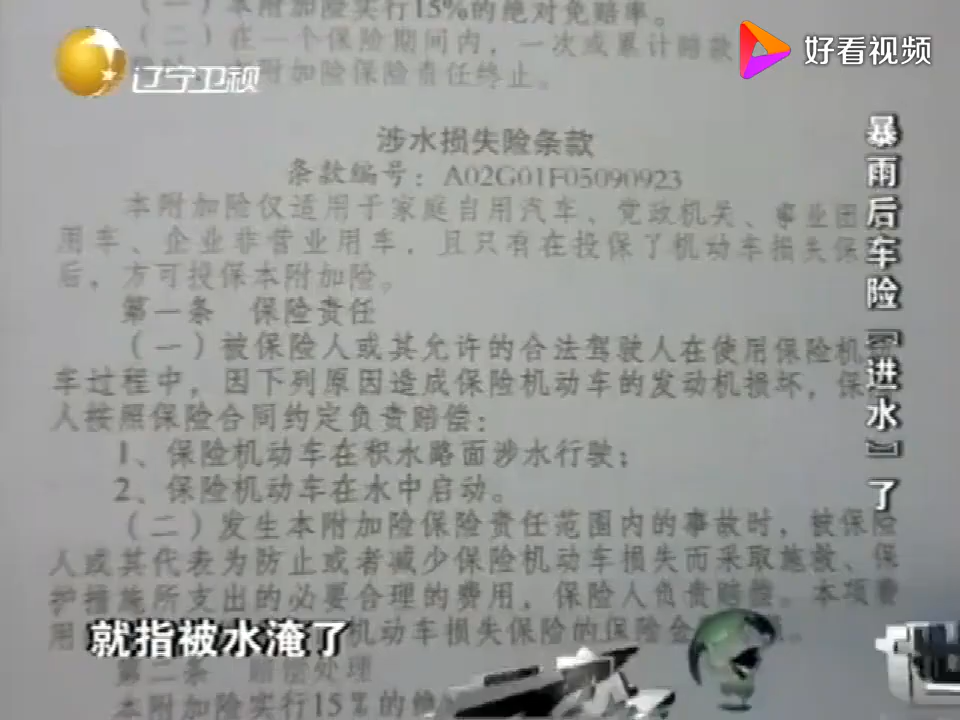 (一)本附加险实行15%的绝对免赔率。
(二)在一个保险期间内,一次或累计赔款
附加险保险责任终止。
辽宁卫视
好看视频
涉水损失险条款
条款编号:A02G01F05090923
本附加险仅适用于家庭自用汽车、党政机关、事业团
用车、企业非营业用车,且只有在投保了机动车损失保
后,方可投保本附加险。
第一条 保险责任
(一)被保险人或其允许的合法驾驶人在使用保险机
车过程中,因下列原因造成保险机动车的发动机损坏,保
人按照保险合同约定负责赔偿:
1、保险机动车在积水路面涉水行驶;
2、保险机动车在水中启动。
(二)发生本附加险保险责任范围内的事故时,被保险
人或其代表为防止或者减少保险机动车损失而采取施救、保
护措施所支出的必要合理的费用,保险人负责赔偿。本项费
用
机动车损失保险的保险金
就指被水淹了
第二条 赔偿处理
本附加险实行15%的绝
暴雨后车险『进水』了